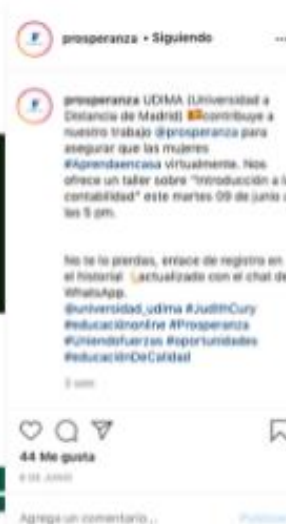 prosperanza • Siguiendo
prosperanza UDIMA (Universidad a
Distancia de Madrid) contribuye a
nuestro trabajo @prosperanza para
asegurar que las mujeres
#Aprendaencasa virtualmente. Nos
ofrece un taller sobre "Introducción a la
contabilidad" este martes 09 de junio a
las 5 pm.
No te lo pierdas, enlace de registro en
el historial actualizado con el chat de
WhatsApp.
@universidad_udima #JudithCury
#educaciónonline #Prosperanza
#Uniendofuerzas #oportunidades
#educaciónDeCalidad
44 Me gusta
8 DE JUNIO
Agrega un comentario...
Publicar